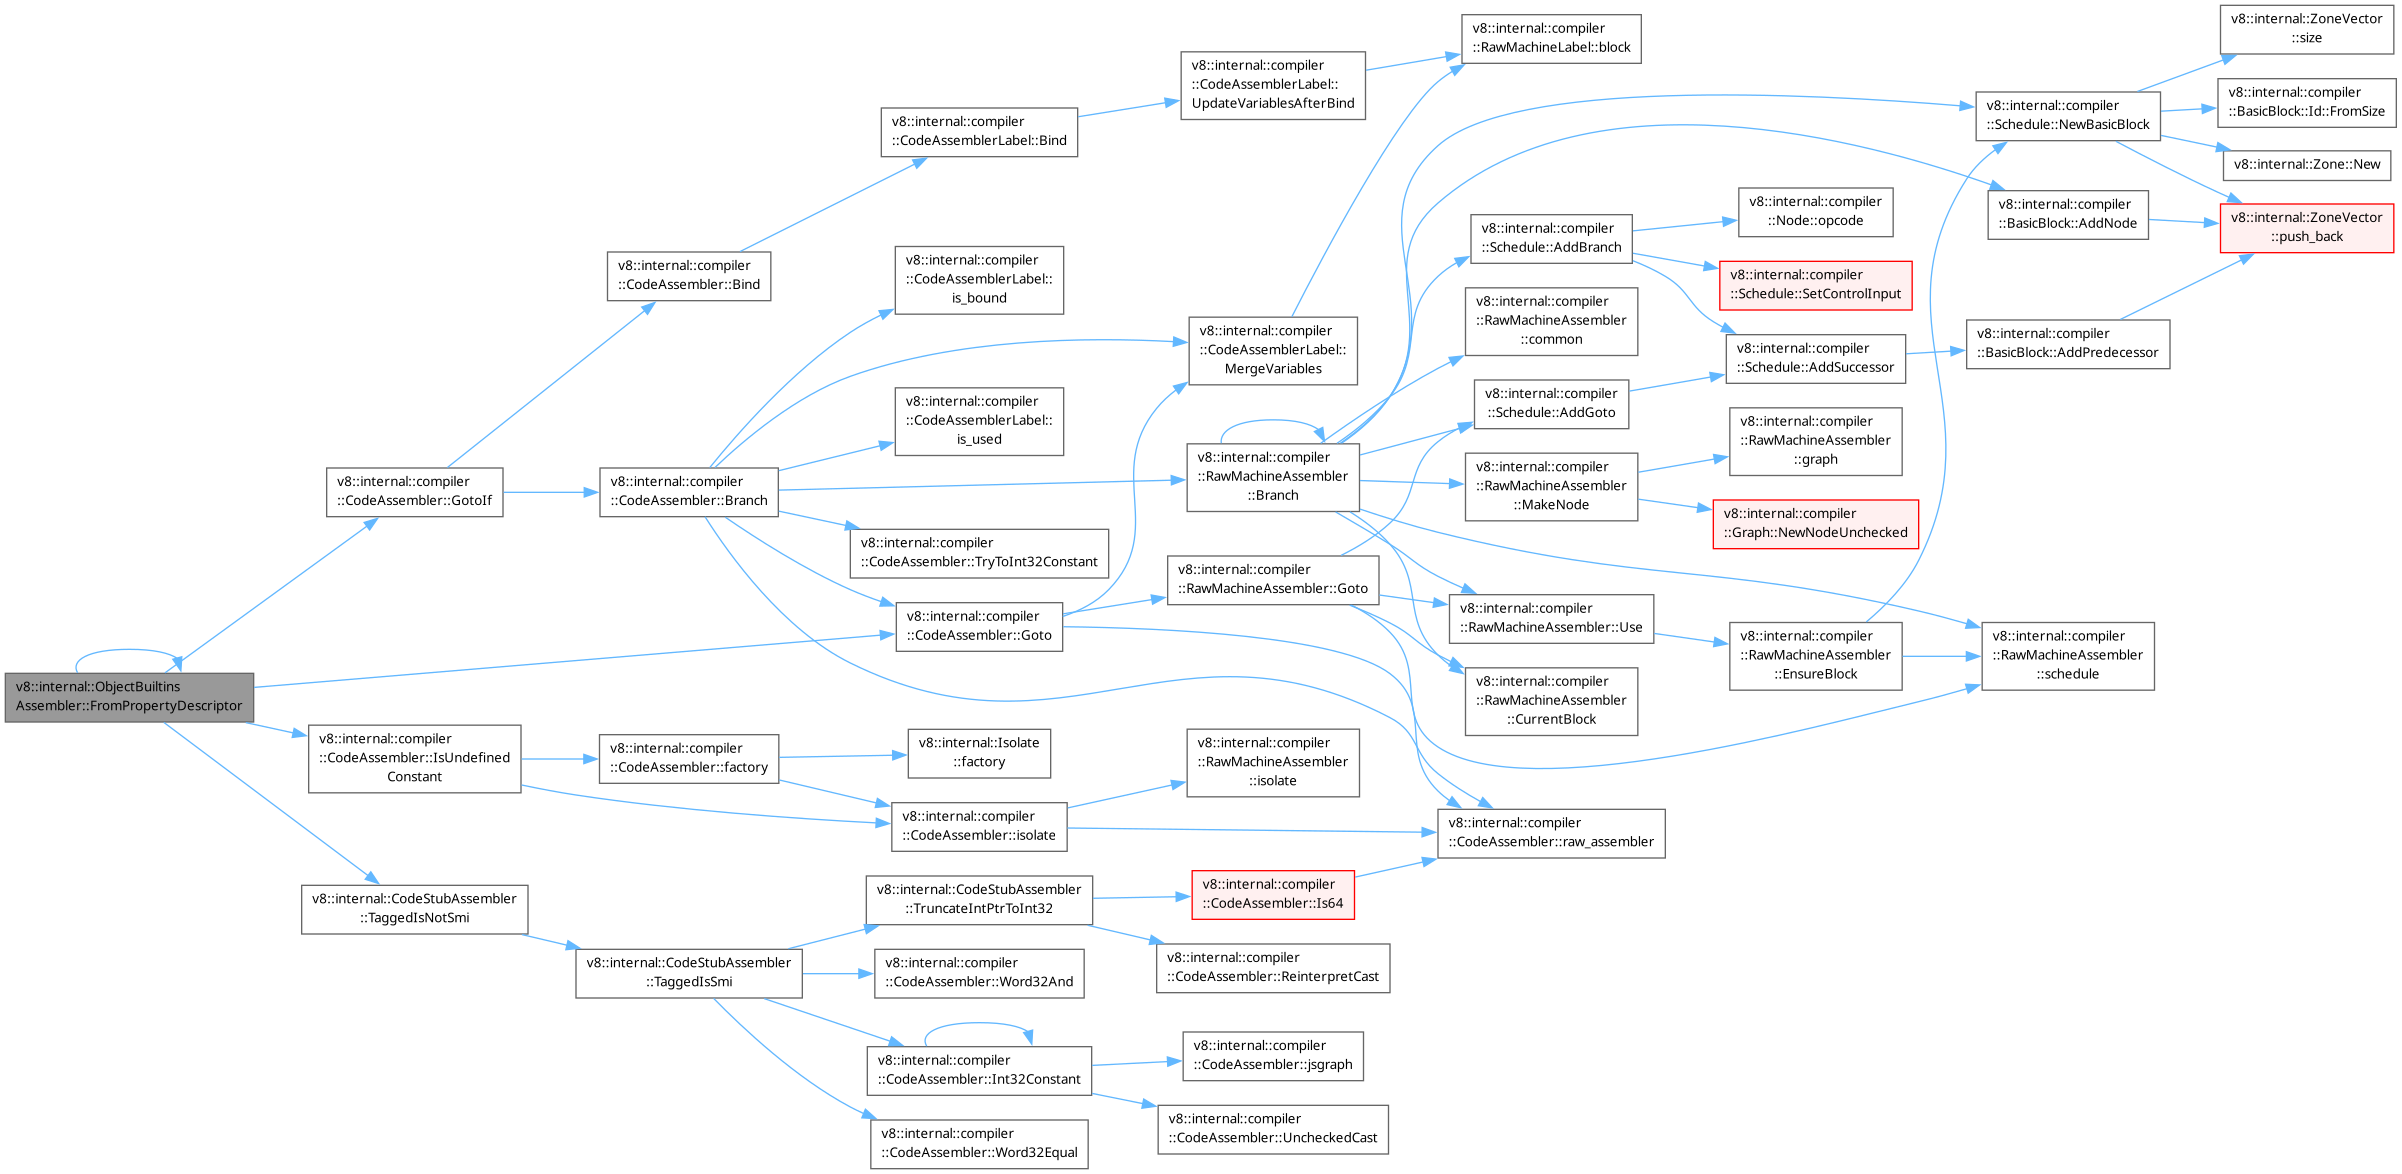 v8::internal::ObjectBuiltins
Assembler::FromPropertyDescriptor
v8::internal::compiler
::CodeAssembler::GotoIf
v8::internal::compiler
::CodeAssembler::IsUndefined
Constant
v8::internal::CodeStubAssembler
::TaggedIsNotSmi
v8::internal::compiler
::CodeAssembler::Bind
v8::internal::compiler
::CodeAssembler::Branch
v8::internal::compiler
::CodeAssembler::factory
v8::internal::CodeStubAssembler
::TaggedIsSmi
v8::internal::compiler
::CodeAssemblerLabel::Bind
v8::internal::compiler
::CodeAssemblerLabel::
is_bound
v8::internal::compiler
::CodeAssemblerLabel::
is_used
v8::internal::compiler
::CodeAssembler::TryToInt32Constant
v8::internal::compiler
::CodeAssembler::Goto
v8::internal::Isolate
::factory
v8::internal::compiler
::CodeAssembler::isolate
v8::internal::CodeStubAssembler
::TruncateIntPtrToInt32
v8::internal::compiler
::CodeAssembler::Word32And
v8::internal::compiler
::CodeAssembler::Int32Constant
v8::internal::compiler
::CodeAssembler::Word32Equal
v8::internal::compiler
::CodeAssemblerLabel::
UpdateVariablesAfterBind
v8::internal::compiler
::CodeAssemblerLabel::
MergeVariables
v8::internal::compiler
::RawMachineAssembler
::Branch
v8::internal::compiler
::RawMachineAssembler::Goto
v8::internal::compiler
::RawMachineAssembler
::isolate
v8::internal::compiler
::CodeAssembler::Is64
v8::internal::compiler
::CodeAssembler::ReinterpretCast
v8::internal::compiler
::CodeAssembler::jsgraph
v8::internal::compiler
::CodeAssembler::UncheckedCast
v8::internal::compiler
::RawMachineLabel::block
v8::internal::compiler
::Schedule::AddBranch
v8::internal::compiler
::RawMachineAssembler
::common
v8::internal::compiler
::Schedule::AddGoto
v8::internal::compiler
::RawMachineAssembler
::MakeNode
v8::internal::compiler
::RawMachineAssembler::Use
v8::internal::compiler
::RawMachineAssembler
::CurrentBlock
v8::internal::compiler
::CodeAssembler::raw_assembler
v8::internal::compiler
::Node::opcode
v8::internal::compiler
::Schedule::SetControlInput
v8::internal::compiler
::Schedule::AddSuccessor
v8::internal::compiler
::RawMachineAssembler
::graph
v8::internal::compiler
::Graph::NewNodeUnchecked
v8::internal::compiler
::RawMachineAssembler
::EnsureBlock
v8::internal::compiler
::Schedule::NewBasicBlock
v8::internal::compiler
::BasicBlock::AddNode
v8::internal::compiler
::BasicBlock::AddPredecessor
v8::internal::compiler
::RawMachineAssembler
::schedule
v8::internal::ZoneVector
::size
v8::internal::compiler
::BasicBlock::Id::FromSize
v8::internal::Zone::New
v8::internal::ZoneVector
::push_back